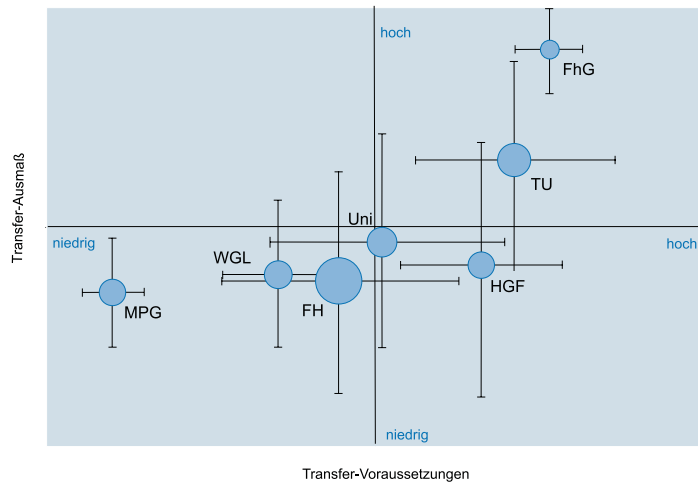 hoch
FhG
TU
Transfer-Ausmaß
Uni
niedrig
hoch
WGL
HGF
MPG
FH
niedrig
Transfer-Voraussetzungen